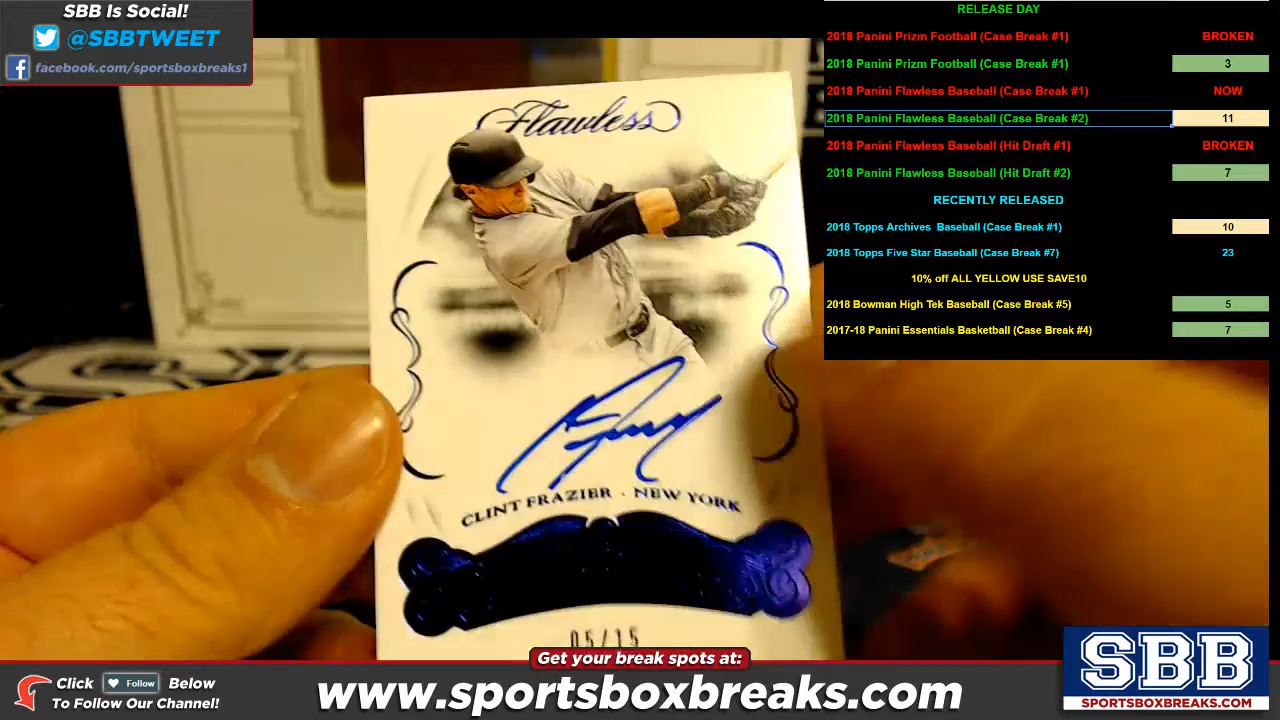 SBB Is Social!
@SBBTWEET
facebook.com/sportsboxbreaks1
RELEASE DAY
2018 Panini Prizm Football (Case Break #1) BROKEN
2018 Panini Prizm Football (Case Break #1) 3
2018 Panini Flawless Baseball (Case Break #1) NOW
2018 Panini Flawless Baseball (Case Break #2) 11
2018 Panini Flawless Baseball (Hit Draft #1) BROKEN
2018 Panini Flawless Baseball (Hit Draft #2) 7
RECENTLY RELEASED
2018 Topps Archives Baseball (Case Break #1) 10
2018 Topps Five Star Baseball (Case Break #7) 23
10% off ALL YELLOW USE SAVE10
2018 Bowman High Tek Baseball (Case Break #5) 5
2017-18 Panini Essentials Basketball (Case Break #4) 7
Flawless
CLINT FRAZIER · NEW YORK
05/15
Get your break spots at:
Click Follow Below
To Follow Our Channel!
www.sportsboxbreaks.com
SBB
SPORTSBOXBREAKS.COM